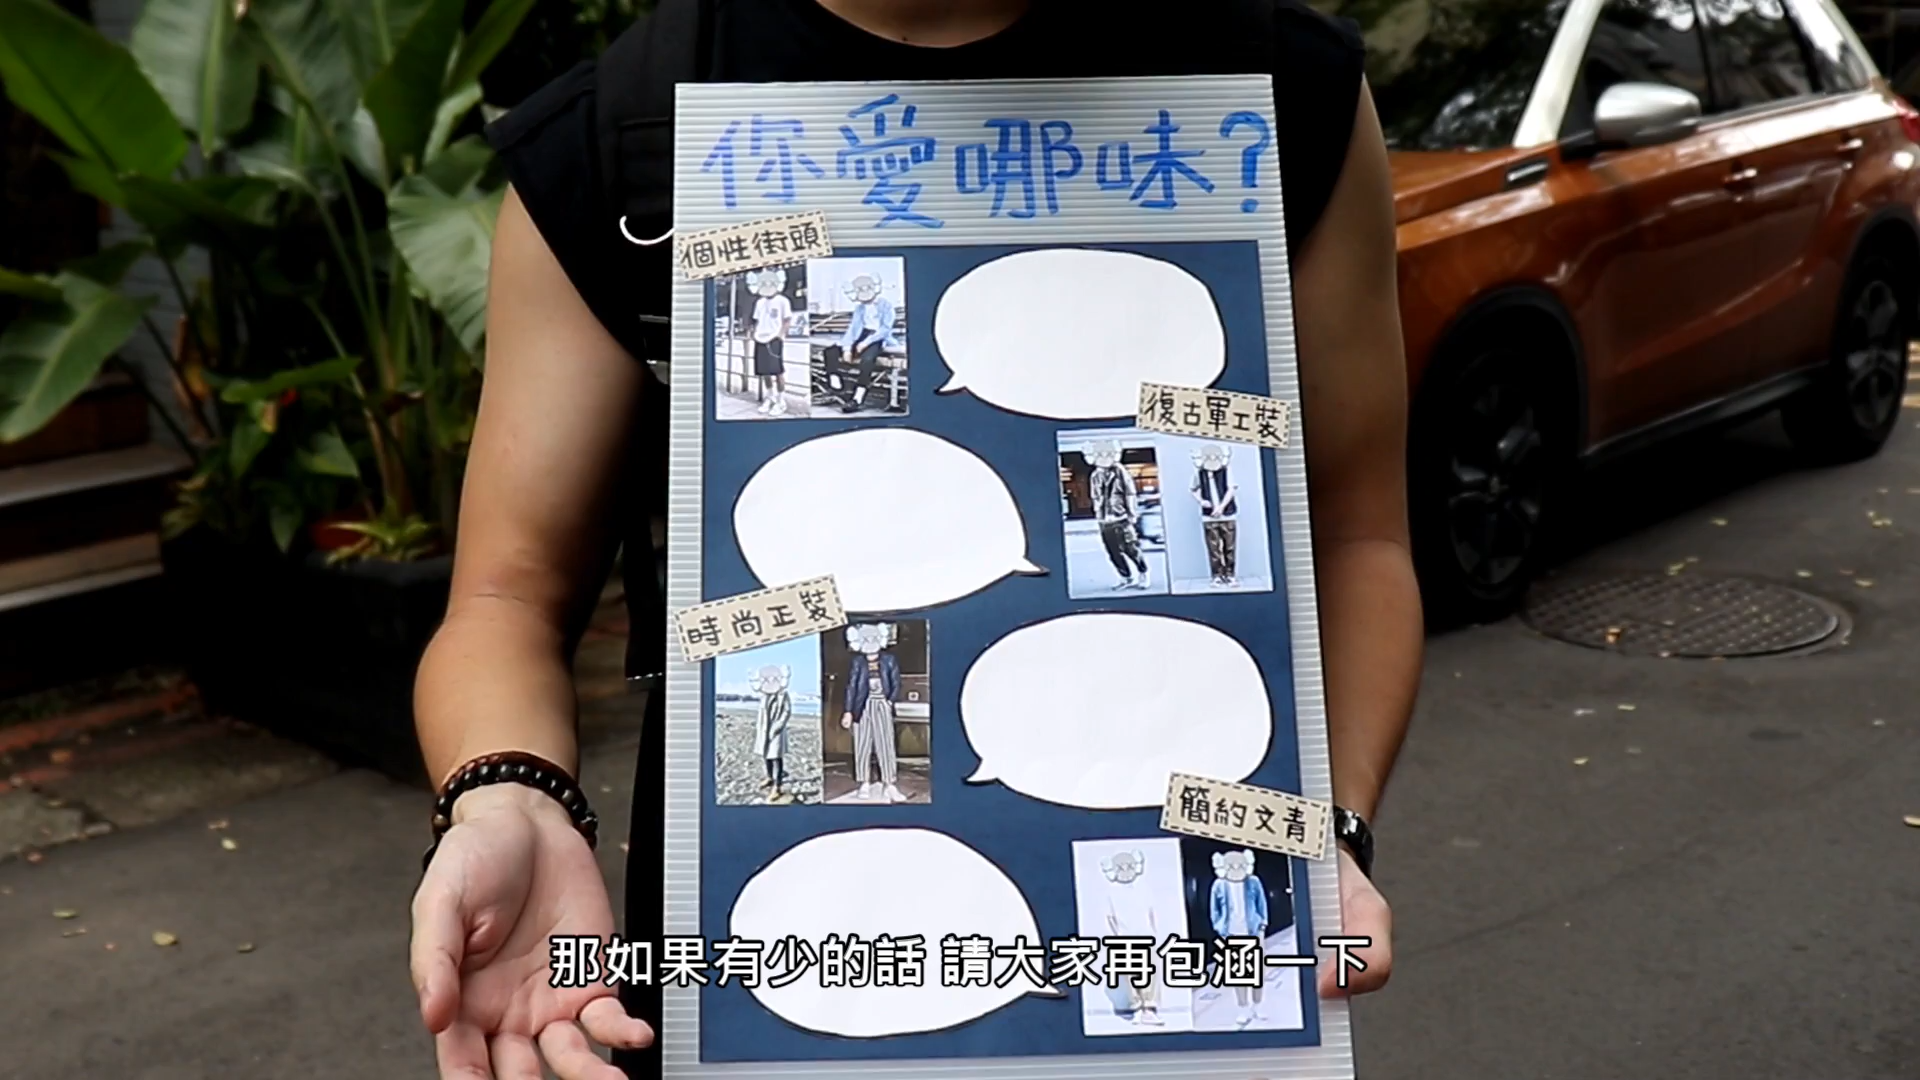 你愛哪味?
個性街頭
復古軍工裝
時尚正裝
簡約文青
那如果有少的話 請大家再包涵一下